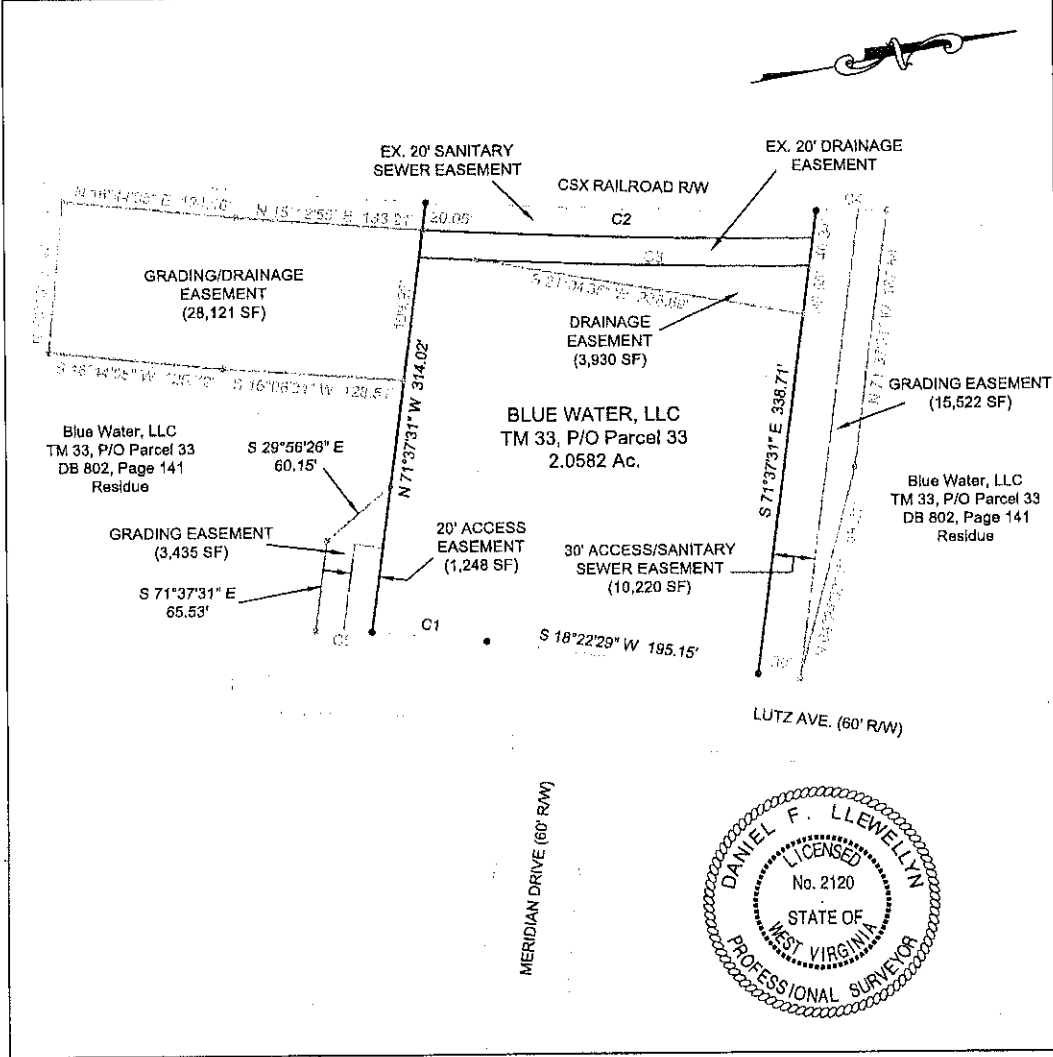 EX. 20' SANITARY
SEWER EASEMENT
CSX RAILROAD R/W
EX. 20' DRAINAGE
EASEMENT
C2
20.05'
GRADING/DRAINAGE
EASEMENT
(28,121 SF)
DRAINAGE
EASEMENT
(3,930 SF)
N 71°37'31" W 314.02'
BLUE WATER, LLC
TM 33, P/O Parcel 33
2.0582 Ac.
S 71°37'31" E 338.71'
GRADING EASEMENT
(15,522 SF)
Blue Water, LLC
TM 33, P/O Parcel 33
DB 802, Page 141
Residue
S 29°56'26" E
60.15'
Blue Water, LLC
TM 33, P/O Parcel 33
DB 802, Page 141
Residue
GRADING EASEMENT
(3,435 SF)
20' ACCESS
EASEMENT
(1,248 SF)
30' ACCESS/SANITARY
SEWER EASEMENT
(10,220 SF)
S 71°37'31" E
65.53'
C1
S 18°22'29" W 195.15'
LUTZ AVE. (60' R/W)
MERIDIAN DRIVE (60' R/W)
DANIEL F. LLEWELLYN
LICENSED
No. 2120
STATE OF
WEST VIRGINIA
PROFESSIONAL SURVEYOR